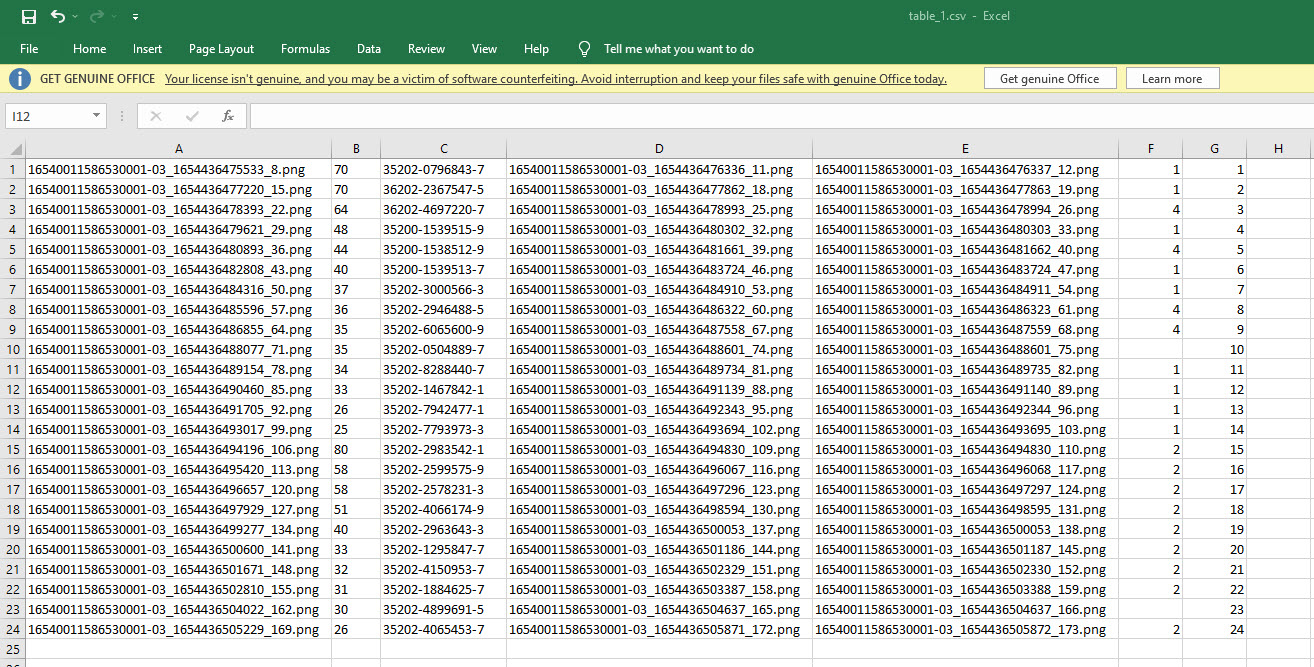 table_1.csv - Excel
File Home Insert Page Layout Formulas Data Review View Help Tell me what you want to do
GET GENUINE OFFICE Your license isn't genuine, and you may be a victim of software counterfeiting. Avoid interruption and keep your files safe with genuine Office today. Get genuine Office Learn more
I12 fx
A B C D E F G H
1 16540011586530001-03_1654436475533_8.png 70 35202-0796843-7 16540011586530001-03_1654436476336_11.png 16540011586530001-03_1654436476337_12.png 1 1
2 16540011586530001-03_1654436477220_15.png 70 36202-2367547-5 16540011586530001-03_1654436477862_18.png 16540011586530001-03_1654436477863_19.png 1 2
3 16540011586530001-03_1654436478393_22.png 64 36202-4697220-7 16540011586530001-03_1654436478993_25.png 16540011586530001-03_1654436478994_26.png 4 3
4 16540011586530001-03_1654436479621_29.png 48 35200-1539515-9 16540011586530001-03_1654436480302_32.png 16540011586530001-03_1654436480303_33.png 1 4
5 16540011586530001-03_1654436480893_36.png 44 35200-1538512-9 16540011586530001-03_1654436481661_39.png 16540011586530001-03_1654436481662_40.png 4 5
6 16540011586530001-03_1654436482808_43.png 40 35200-1539513-7 16540011586530001-03_1654436483724_46.png 16540011586530001-03_1654436483724_47.png 1 6
7 16540011586530001-03_1654436484316_50.png 37 35202-3000566-3 16540011586530001-03_1654436484910_53.png 16540011586530001-03_1654436484911_54.png 1 7
8 16540011586530001-03_1654436485596_57.png 36 35202-2946488-5 16540011586530001-03_1654436486322_60.png 16540011586530001-03_1654436486323_61.png 4 8
9 16540011586530001-03_1654436486855_64.png 35 35202-6065600-9 16540011586530001-03_1654436487558_67.png 16540011586530001-03_1654436487559_68.png 4 9
10 16540011586530001-03_1654436488077_71.png 35 35202-0504889-7 16540011586530001-03_1654436488601_74.png 16540011586530001-03_1654436488601_75.png 10
11 16540011586530001-03_1654436489154_78.png 34 35202-8288440-7 16540011586530001-03_1654436489734_81.png 16540011586530001-03_1654436489735_82.png 1 11
12 16540011586530001-03_1654436490460_85.png 33 35202-1467842-1 16540011586530001-03_1654436491139_88.png 16540011586530001-03_1654436491140_89.png 1 12
13 16540011586530001-03_1654436491705_92.png 26 35202-7942477-1 16540011586530001-03_1654436492343_95.png 16540011586530001-03_1654436492344_96.png 1 13
14 16540011586530001-03_1654436493017_99.png 25 35202-7793973-3 16540011586530001-03_1654436493694_102.png 16540011586530001-03_1654436493695_103.png 1 14
15 16540011586530001-03_1654436494196_106.png 80 35202-2983542-1 16540011586530001-03_1654436494830_109.png 16540011586530001-03_1654436494830_110.png 2 15
16 16540011586530001-03_1654436495420_113.png 58 35202-2599575-9 16540011586530001-03_1654436496067_116.png 16540011586530001-03_1654436496068_117.png 2 16
17 16540011586530001-03_1654436496657_120.png 58 35202-2578231-3 16540011586530001-03_1654436497296_123.png 16540011586530001-03_1654436497297_124.png 2 17
18 16540011586530001-03_1654436497929_127.png 51 35202-4066174-9 16540011586530001-03_1654436498594_130.png 16540011586530001-03_1654436498595_131.png 2 18
19 16540011586530001-03_1654436499277_134.png 40 35202-2963643-3 16540011586530001-03_1654436500053_137.png 16540011586530001-03_1654436500053_138.png 2 19
20 16540011586530001-03_1654436500600_141.png 33 35202-1295847-7 16540011586530001-03_1654436501186_144.png 16540011586530001-03_1654436501187_145.png 2 20
21 16540011586530001-03_1654436501671_148.png 32 35202-4150953-7 16540011586530001-03_1654436502329_151.png 16540011586530001-03_1654436502330_152.png 2 21
22 16540011586530001-03_1654436502810_155.png 31 35202-1884625-7 16540011586530001-03_1654436503387_158.png 16540011586530001-03_1654436503388_159.png 2 22
23 16540011586530001-03_1654436504022_162.png 30 35202-4899691-5 16540011586530001-03_1654436504637_165.png 16540011586530001-03_1654436504637_166.png 23
24 16540011586530001-03_1654436505229_169.png 26 35202-4065453-7 16540011586530001-03_1654436505871_172.png 16540011586530001-03_1654436505872_173.png 2 24
25